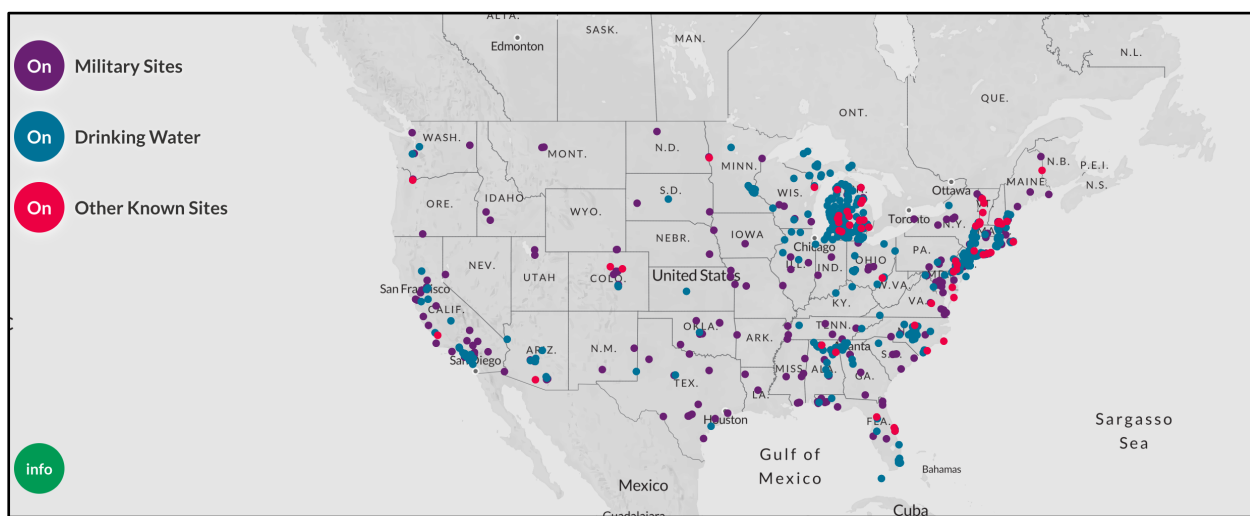 ALTA.
SASK.
MAN.
N.L.
Edmonton
On Military Sites
QUE.
ONT.
On Drinking Water
WASH.
N.D.
MONT.
MINN.
N.B.
P.E.I.
MAINE
N.S.
Ottawa
On Other Known Sites
ORE.
IDAHO
S.D.
WIS.
VT.
WYO.
Toronto
N.Y.
IOWA
NEBR.
Chicago
PA.
NEV.
UTAH
COLO.
United States
ILL.
IND.
OHIO
San Francisco
CALIF.
KY.
W.VA.
VA.
OKLA.
TENN.
ARIZ.
N.M.
ARK.
San Diego
MISS.
ALA.
GA.
TEX.
LA.
Houston
FLA.
Sargasso
Sea
Gulf of
Mexico
info
Bahamas
Mexico
Cuba
Guadalajara